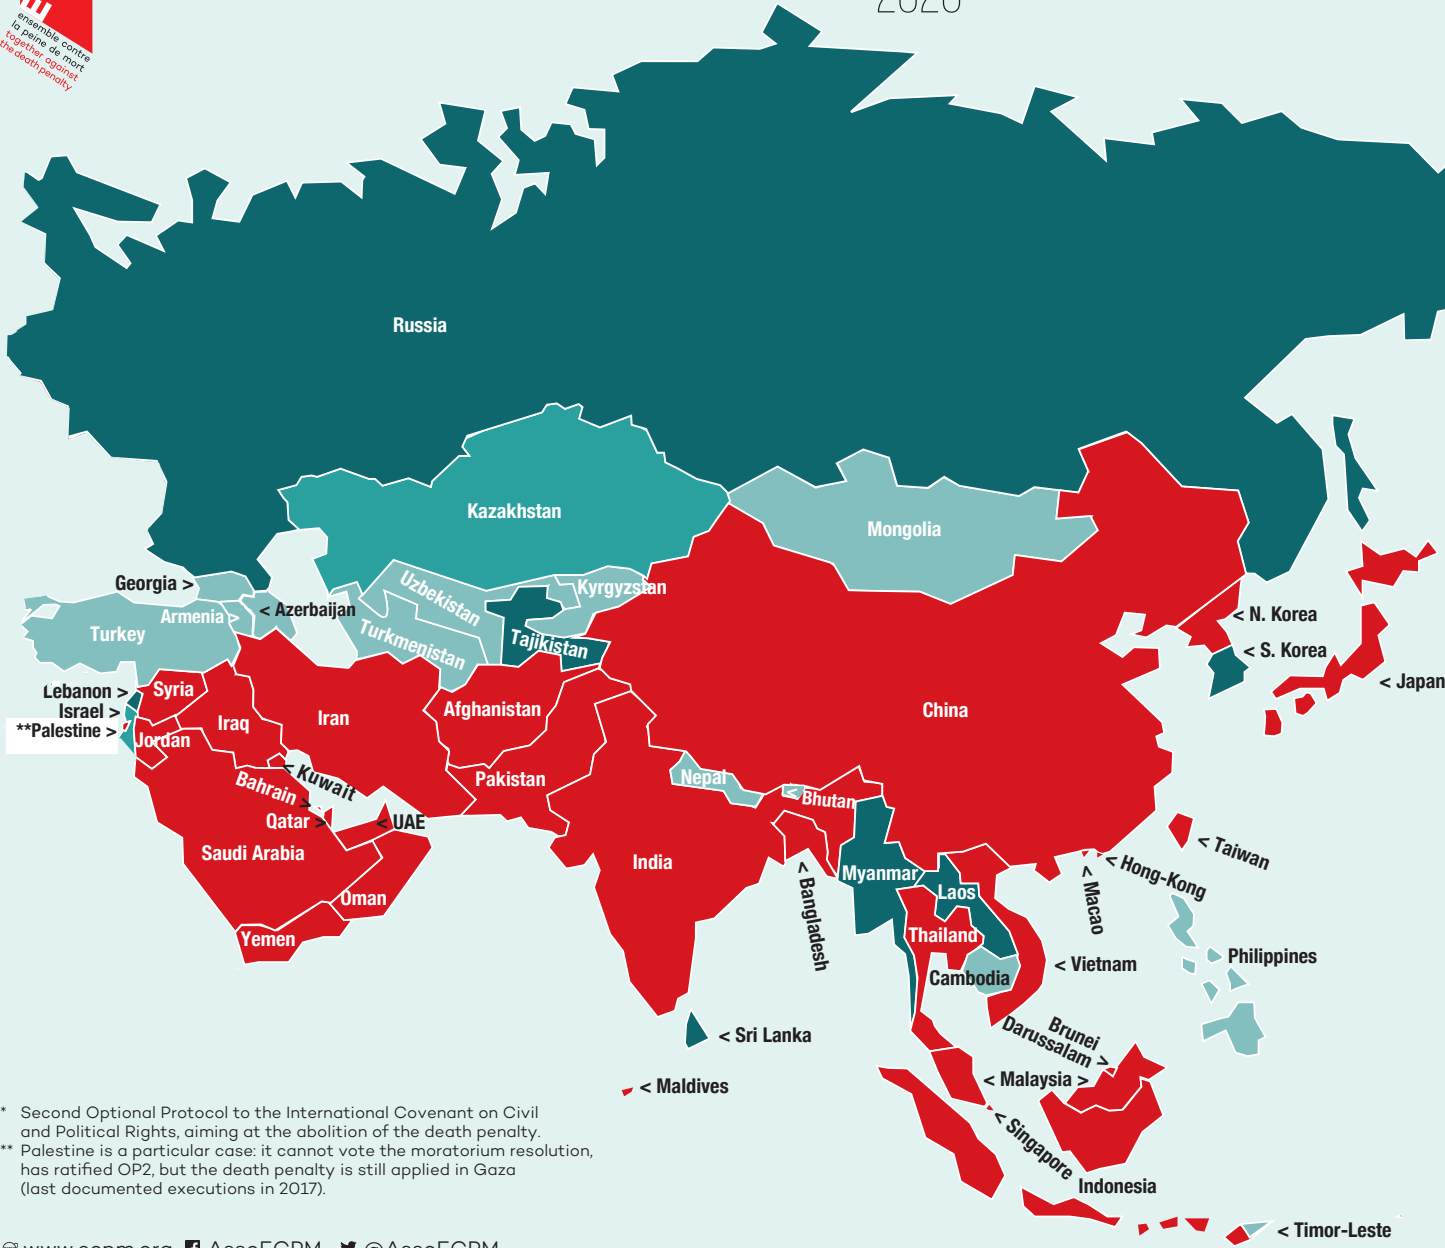 2020
ensemble contre
la peine de mort
together against
the death penalty
Russia
Kazakhstan
Mongolia
Georgia >
Uzbekistan
Kyrgyzstan
Armenia >
< Azerbaijan
< N. Korea
Turkey
Turkmenistan
Tajikistan
< S. Korea
Lebanon >
Syria
< Japan
Israel >
Iraq
Iran
Afghanistan
China
**Palestine >
Jordan
< Kuwait
Pakistan
Nepal
Bahrain >
< Bhutan
Qatar >
< UAE
Saudi Arabia
India
< Taiwan
Myanmar
< Hong-Kong
Oman
Laos
< Macao
< Bangladesh
Yemen
Thailand
Philippines
Cambodia
< Vietnam
< Sri Lanka
Brunei
Darussalam >
< Maldives
< Malaysia >
< Singapore
Indonesia
< Timor-Leste
* Second Optional Protocol to the International Covenant on Civil
and Political Rights, aiming at the abolition of the death penalty.
** Palestine is a particular case: it cannot vote the moratorium resolution,
has ratified OP2, but the death penalty is still applied in Gaza
(last documented executions in 2017).
www.ecpm.org AssoECPM @AssoECPM